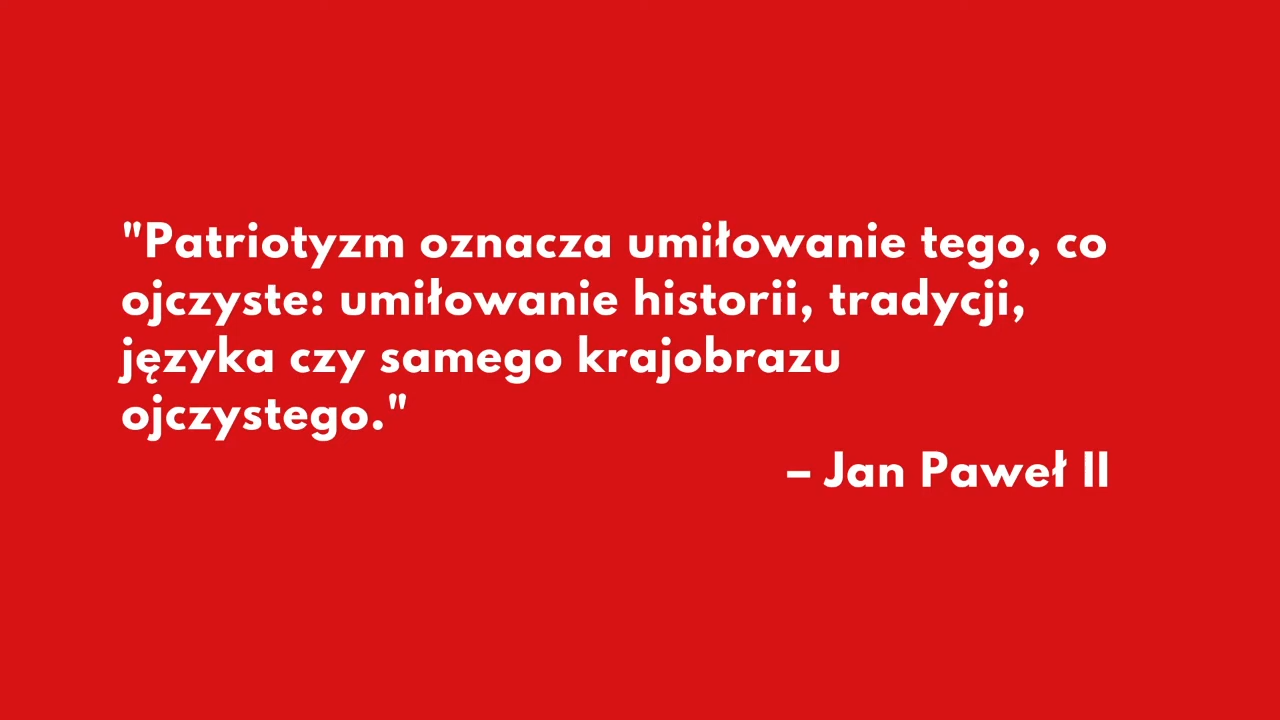 "Patriotyzm oznacza umiłowanie tego, co
ojczyste: umiłowanie historii, tradycji,
języka czy samego krajobrazu
ojczystego."
– Jan Paweł II